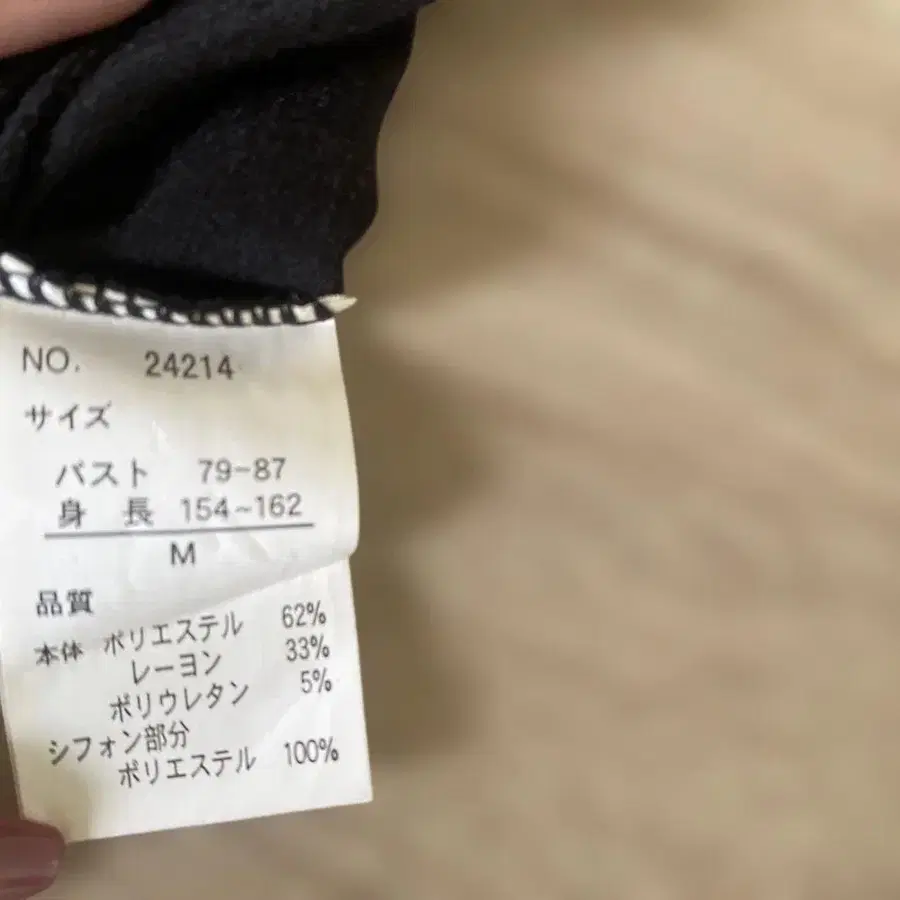 NO. 24214
サイズ
バスト 79-87
身 長 154~162
M
品質
本体 ポリエステル 62%
レーヨン 33%
ポリウレタン 5%
シフォン部分
ポリエステル 100%